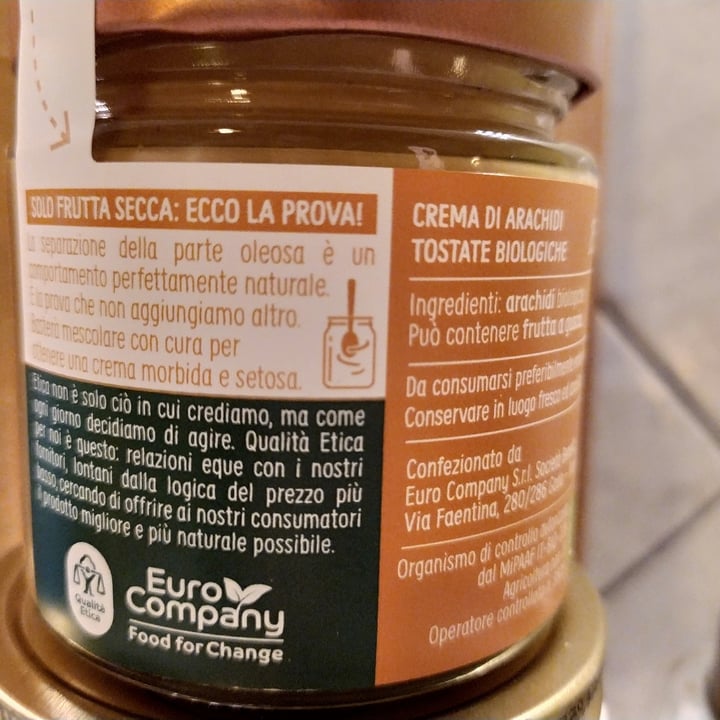 SOLO FRUTTA SECCA: ECCO LA PROVA!
La separazione della parte oleosa è un
comportamento perfettamente naturale.
È la prova che non aggiungiamo altro.
Basterà mescolare con cura per
ottenere una crema morbida e setosa.
Etica non è solo ciò in cui crediamo, ma come
ogni giorno decidiamo di agire. Qualità Etica
per noi è questo: relazioni eque con i nostri
fornitori, lontani dalla logica del prezzo più
basso, cercando di offrire ai nostri consumatori
il prodotto migliore e più naturale possibile.
Qualità
Etica
Euro
Company
Food for Change
CREMA DI ARACHIDI
TOSTATE BIOLOGICHE
Ingredienti: arachidi biologiche
Può contenere frutta a guscio.
Da consumarsi preferibilmente
Conservare in luogo fresco ed
Confezionato da
Euro Company S.r.l. Società
Via Faentina, 280/286
Organismo di controllo
dal MiPAAF IT-BIO
Agricoltura
Operatore controllato